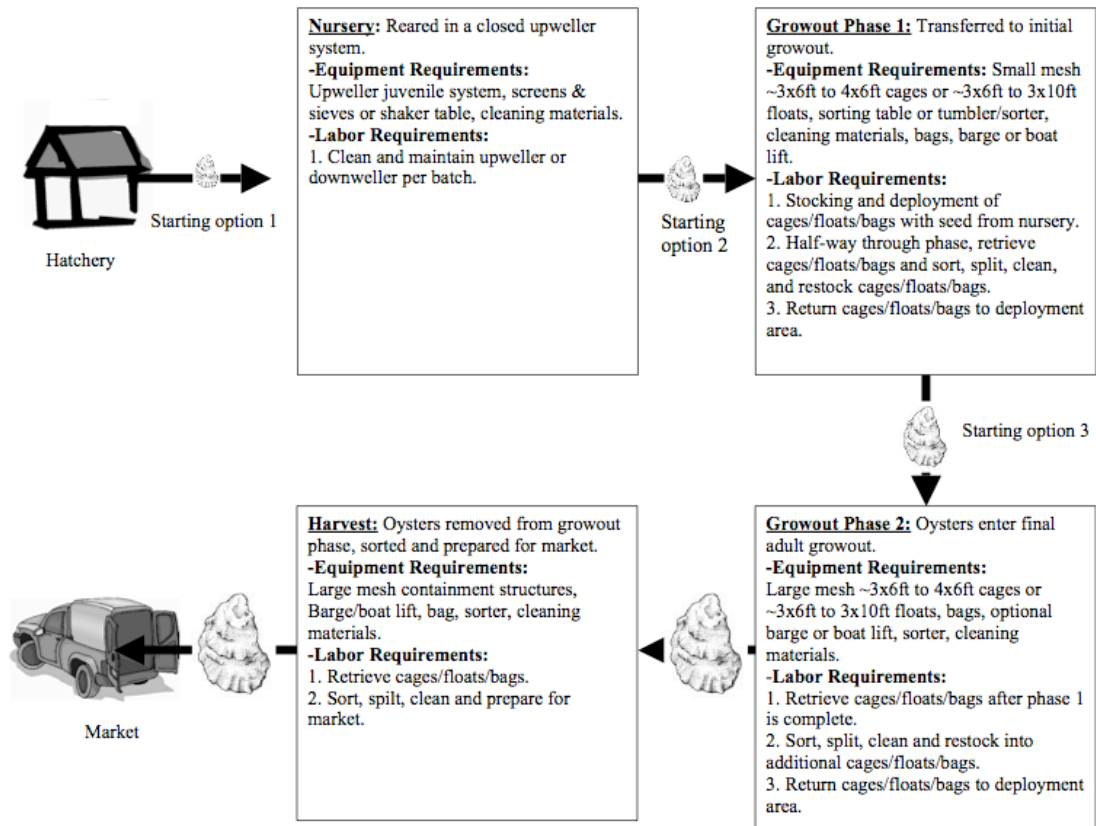 Nursery: Reared in a closed upweller
system.
-Equipment Requirements:
Upweller juvenile system, screens &
sieves or shaker table, cleaning materials.
-Labor Requirements:
1. Clean and maintain upweller or
downweller per batch.
Growout Phase 1: Transferred to initial
growout.
-Equipment Requirements: Small mesh
~3x6ft to 4x6ft cages or ~3x6ft to 3x10ft
floats, sorting table or tumbler/sorter,
cleaning materials, bags, barge or boat
lift.
-Labor Requirements:
1. Stocking and deployment of
cages/floats/bags with seed from nursery.
2. Half-way through phase, retrieve
cages/floats/bags and sort, split, clean,
and restock cages/floats/bags.
3. Return cages/floats/bags to deployment
area.
Starting option 1
Hatchery
Starting
option 2
Starting option 3
Harvest: Oysters removed from growout
phase, sorted and prepared for market.
-Equipment Requirements:
Large mesh containment structures,
Barge/boat lift, bag, sorter, cleaning
materials.
-Labor Requirements:
1. Retrieve cages/floats/bags.
2. Sort, spilt, clean and prepare for
market.
Growout Phase 2: Oysters enter final
adult growout.
-Equipment Requirements:
Large mesh ~3x6ft to 4x6ft cages or
~3x6ft to 3x10ft floats, bags, optional
barge or boat lift, sorter, cleaning
materials.
-Labor Requirements:
1. Retrieve cages/floats/bags after phase 1
is complete.
2. Sort, split, clean and restock into
additional cages/floats/bags.
3. Return cages/floats/bags to deployment
area.
Market